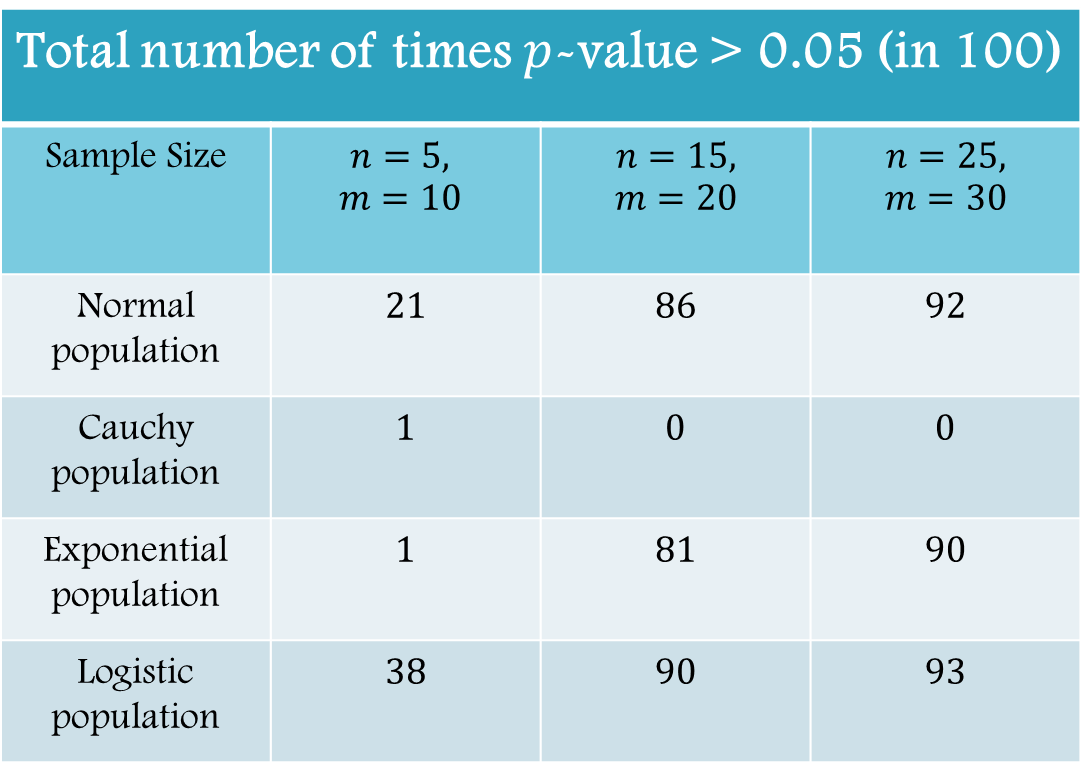 Total number of times p-value > 0.05 (in 100)
Sample Size n = 5, n = 15, n = 25,
m = 10 m = 20 m = 30
Normal 21 86 92
population
Cauchy 1 0 0
population
Exponential 1 81 90
population
Logistic 38 90 93
population